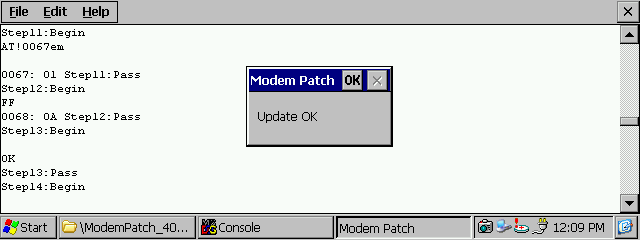 File Edit Help
Step11:Begin
AT!0067em
0067: 01 Step11:Pass
Step12:Begin
FF
0068: 0A Step12:Pass
Step13:Begin
OK
Step13:Pass
Step14:Begin
Modem Patch OK
Update OK
Start \ModemPatch_40... Console Modem Patch 12:09 PM